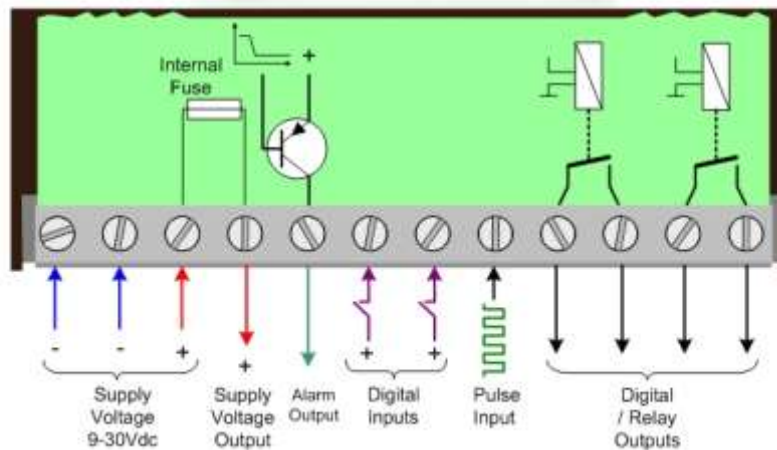 Internal
Fuse
+
-
-
+
+
+
+
Supply
Voltage
9-30Vdc
Supply
Voltage
Output
Alarm
Output
Digital
Inputs
Pulse
Input
Digital
/ Relay
Outputs